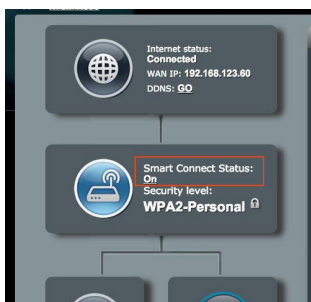 Internet status:
Connected
WAN IP: 192.168.123.60
DDNS: GO
Smart Connect Status:
On
Security level:
WPA2-Personal